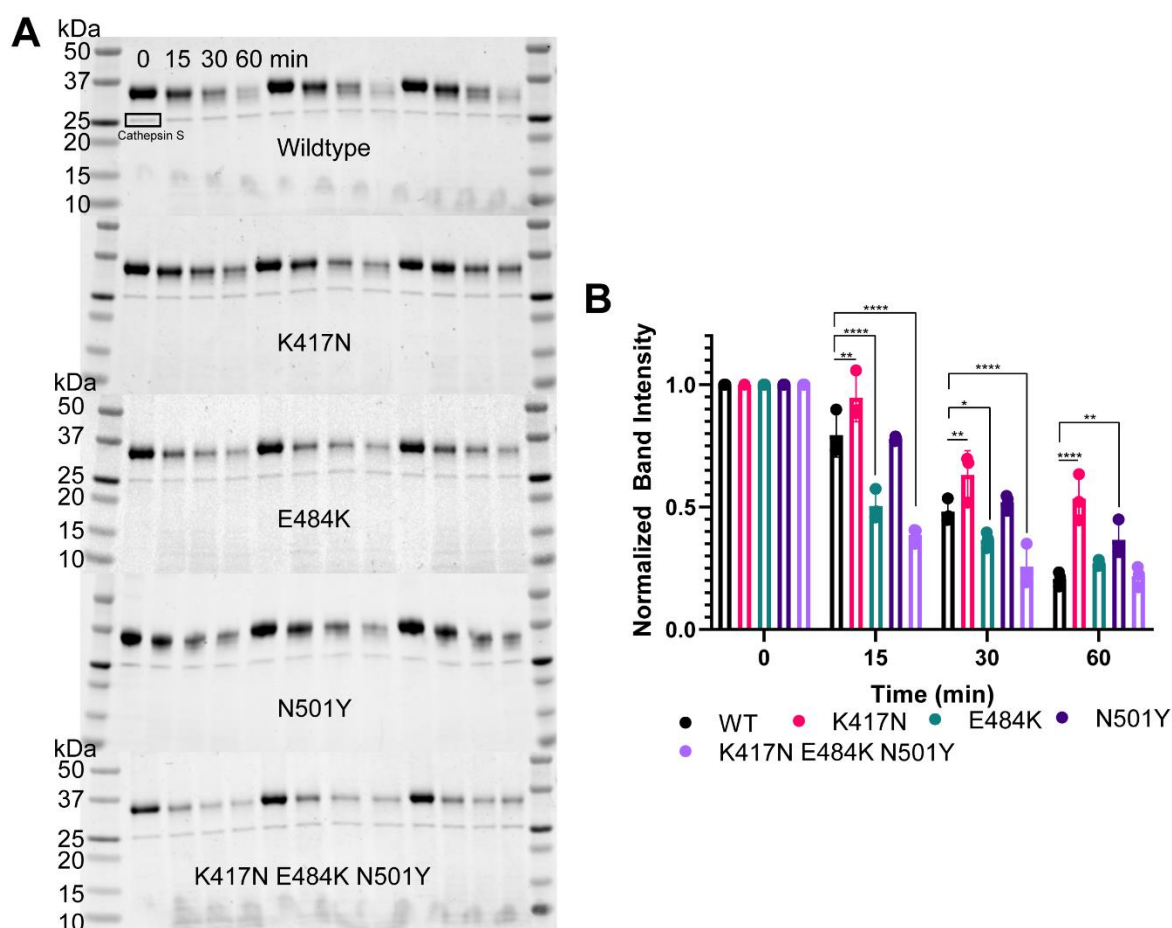 A
kDa
50
37
25
20
15
10
0 15 30 60 min
Cathepsin S
Wildtype
K417N
kDa
50
37
25
20
15
10
E484K
N501Y
kDa
50
37
25
20
15
10
K417N E484K N501Y
B
Normalized Band Intensity
1.0
0.5
0.0
****
****
**
****
*
**
**
****
0 15 30 60
Time (min)
WT K417N E484K N501Y
K417N E484K N501Y